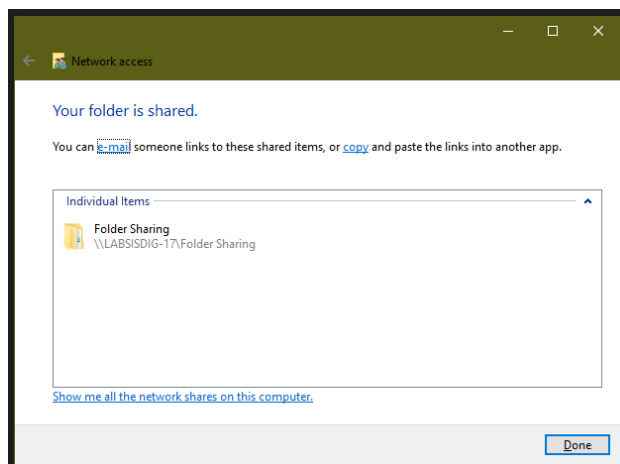 Network access
Your folder is shared.
You can e-mail someone links to these shared items, or copy and paste the links into another app.
Individual Items
Folder Sharing
\\LABSISDIG-17\Folder Sharing
Show me all the network shares on this computer.
Done